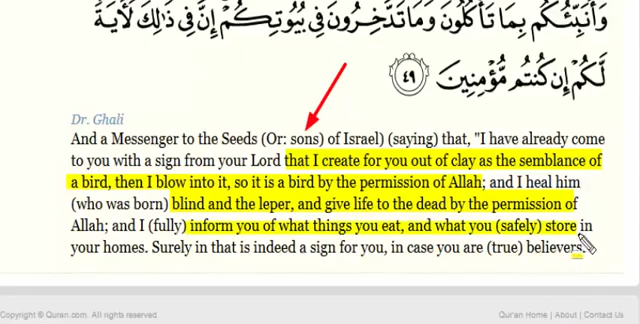 وَأُنَبِّئُكُم بِمَا تَأْكُلُونَ وَمَا تَدَّخِرُونَ فِي بُيُوتِكُمْ إِنَّ فِي ذَٰلِكَ لَآيَةً
لَّكُمْ إِن كُنتُم مُّؤْمِنِينَ ٤٩
Dr. Ghali
And a Messenger to the Seeds (Or: sons) of Israel) (saying) that, "I have already come
to you with a sign from your Lord that I create for you out of clay as the semblance of
a bird, then I blow into it, so it is a bird by the permission of Allah; and I heal him
(who was born) blind and the leper, and give life to the dead by the permission of
Allah; and I (fully) inform you of what things you eat, and what you (safely) store in
your homes. Surely in that is indeed a sign for you, in case you are (true) believers.
Copyright © Quran.com. All rights reserved
Qur'an Home | About | Contact Us